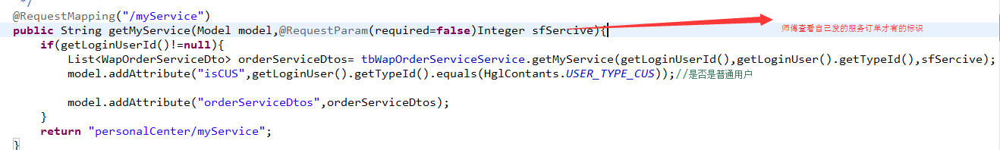 */
@RequestMapping("/myService")
public String getMyService(Model model,@RequestParam(required=false)Integer sfSercive){
师傅查看自己发的服务订单才有的标识
if(getLoginUserId()!=null){
List<WapOrderServiceDto> orderServiceDtos= tbWapOrderServiceService.getMyService(getLoginUserId(),getLoginUser().getTypeId(),sfSercive);
model.addAttribute("isCUS",getLoginUser().getTypeId().equals(HglContants.USER_TYPE_CUS));//是否是普通用户
model.addAttribute("orderServiceDtos",orderServiceDtos);
}
return "personalCenter/myService";
}